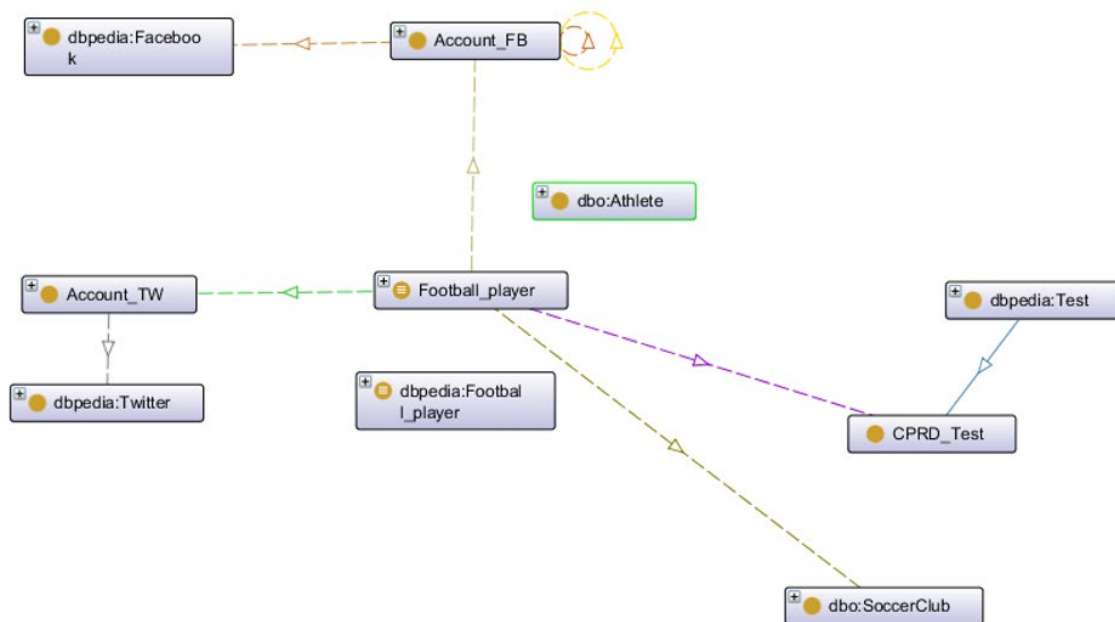 dbpedia:Faceboo
k
Account_FB
dbo:Athlete
Account_TW
Football_player
dbpedia:Test
dbpedia:Twitter
dbpedia:Footbal
l_player
CPRD_Test
dbo:SoccerClub